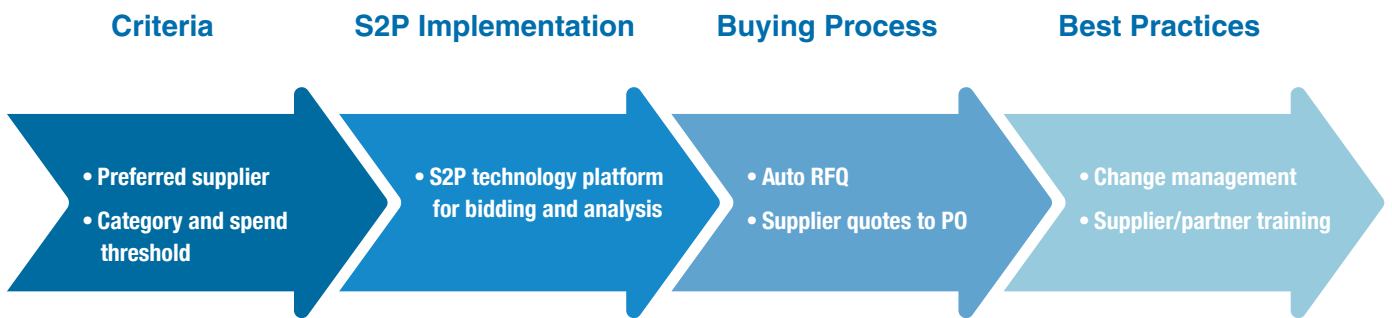 Criteria
S2P Implementation
Buying Process
Best Practices
• Preferred supplier
• Category and spend
threshold
• S2P technology platform
for bidding and analysis
• Auto RFQ
• Supplier quotes to PO
• Change management
• Supplier/partner training